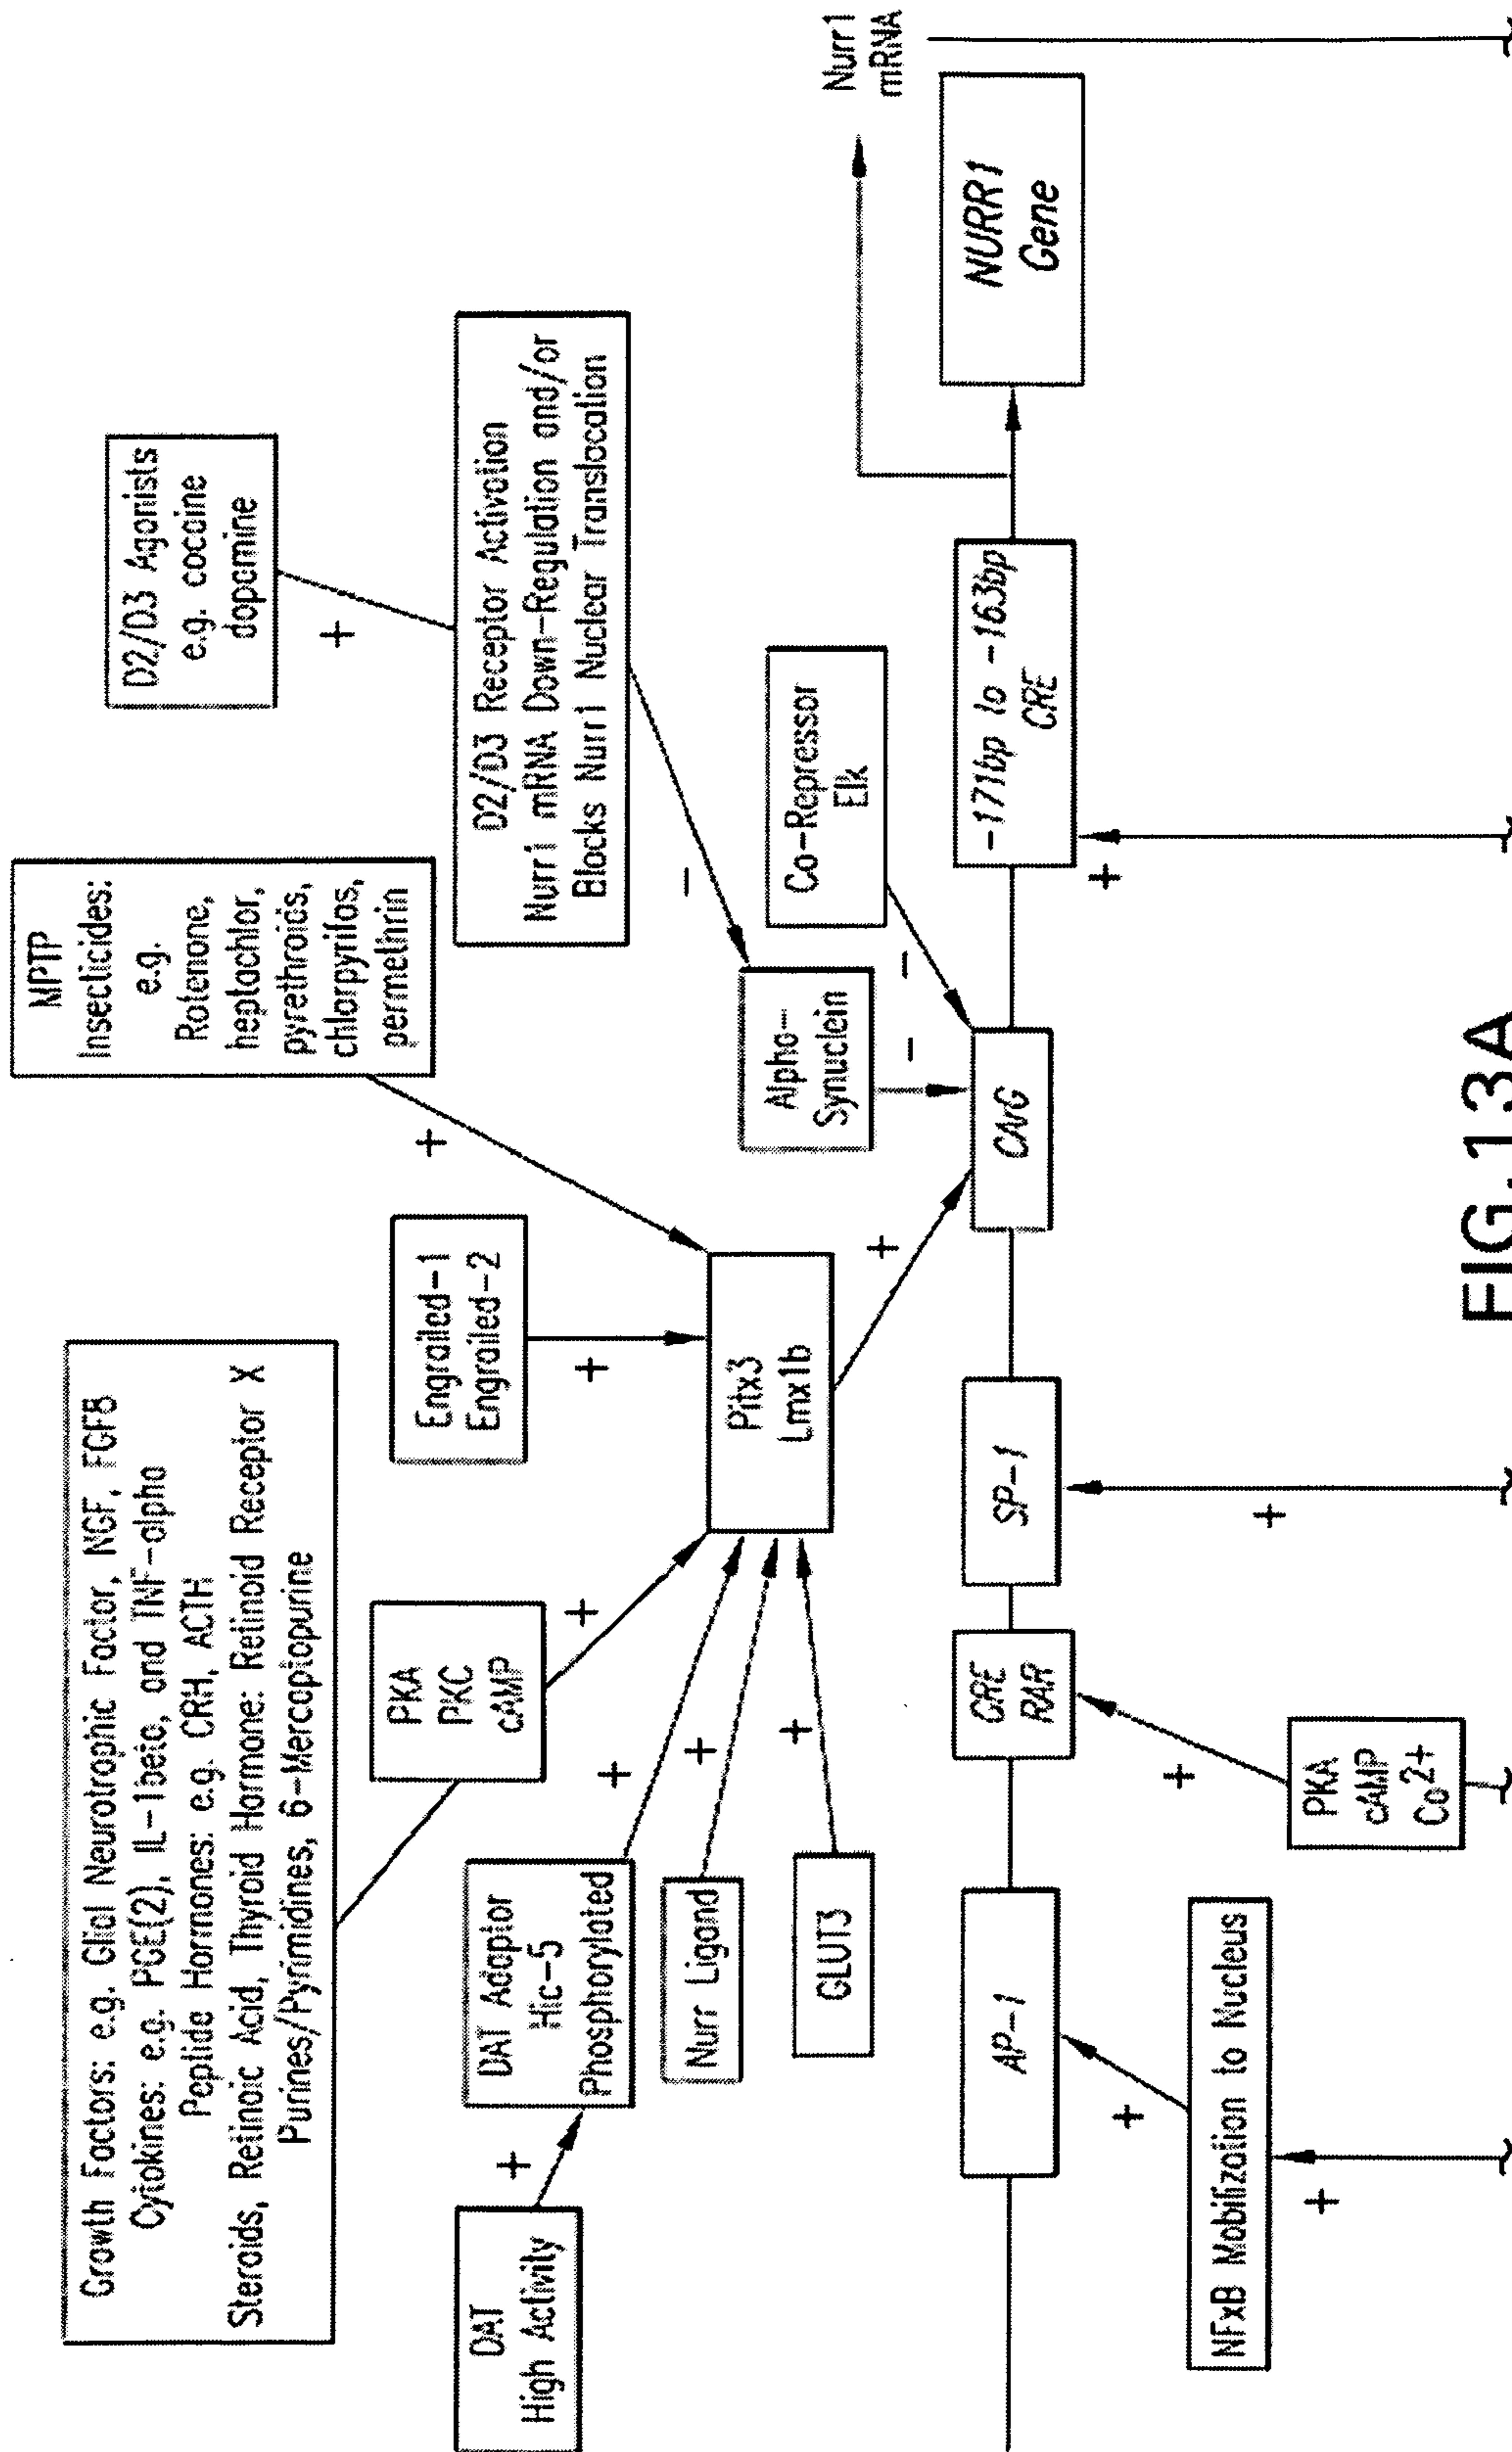 Growth Factors: e.g. Glial Neurotrophic Factor, NGF, FGF8
Cytokines: e.g. PGE(2), IL-1beta, and TNF-alpha
Peptide Hormones: e.g. CRH, ACTH
Steroids, Retinoic Acid, Thyroid Hormone: Retinoid Receptor X
Purines/Pyrimidines, 6-Mercaptopurine
MPTP
Insecticides:
e.g.
Rotenone,
heptachlor,
pyrethroids,
chlorpyrifos,
permethrin
D2/D3 Agonists
e.g. cocaine
dopamine
+
PKA
PKC
cAMP
Engrailed-1
Engrailed-2
+
D2/D3 Receptor Activation
Nurr1 mRNA Down-Regulation and/or
Blocks Nurr1 Nuclear Translocation
DAT
High Activity
+
DAT Adaptor
Hic-5
Phosphorylated
+
+
-
Nurr Ligand
+
+
GLUT3
+
Pitx3
Lmx1b
+
Alpha-
Synuclein
-
Co-Repressor
Elk
-
Nurr1
mRNA
AP-1
CRE
RAR
SP-1
CArG
-171bp to -163bp
CRE
NURR1
Gene
+
+
+
+
NFxB Mobilization to Nucleus
PKA
cAMP
Ca2+
+
FIG.13A